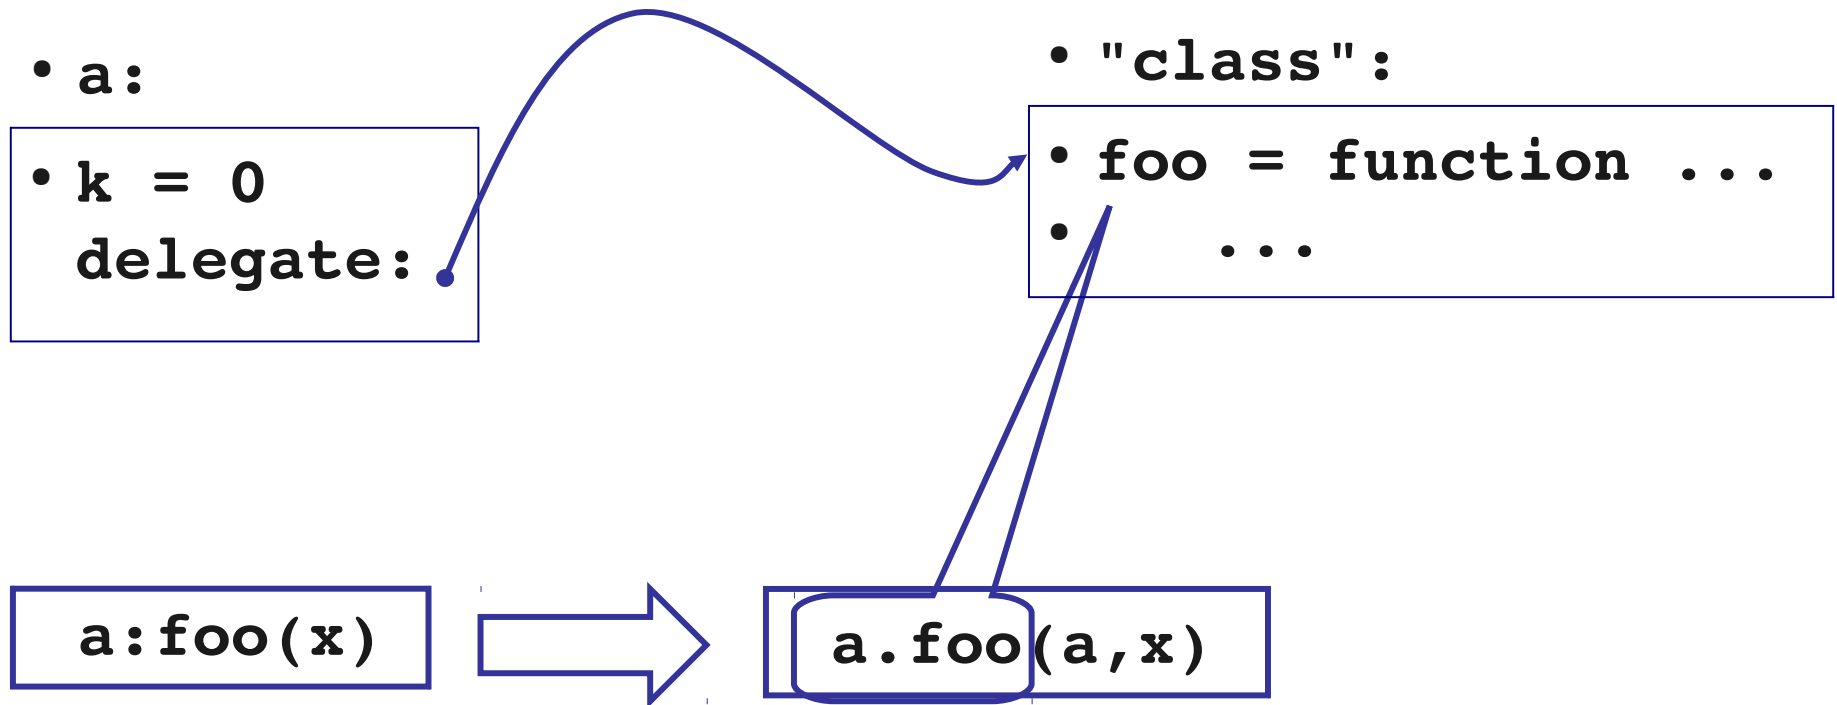 • a:
• k = 0
delegate:
• "class":
• foo = function ...
• ...
a:foo(x)
a.foo(a,x)